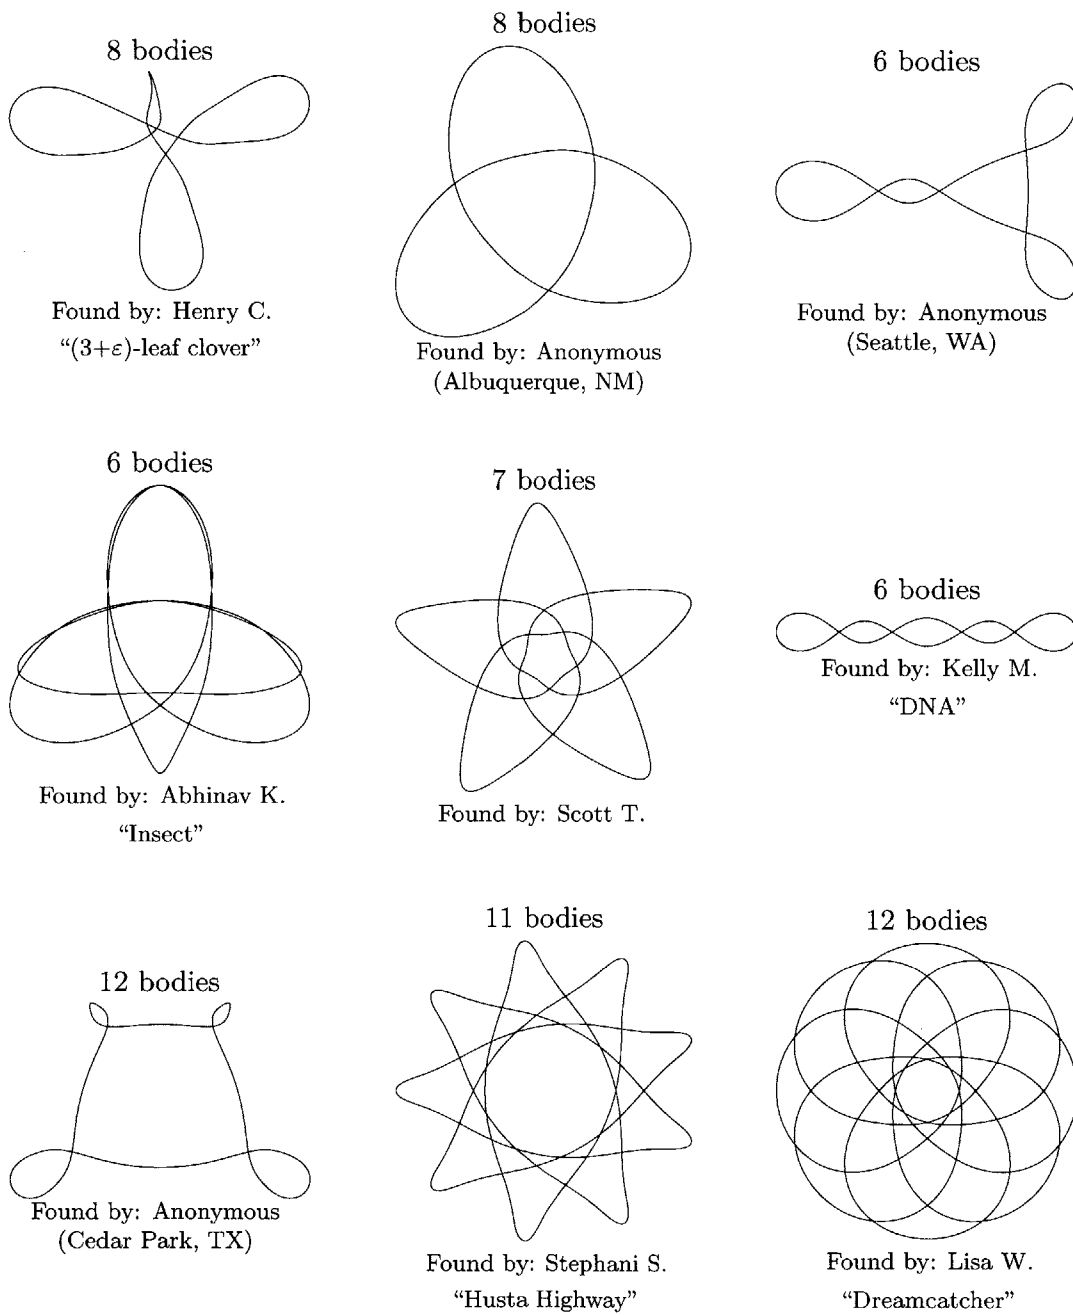 8 bodies
Found by: Henry C.
“(3+ε)-leaf clover”
8 bodies
Found by: Anonymous
(Albuquerque, NM)
6 bodies
Found by: Anonymous
(Seattle, WA)
6 bodies
Found by: Abhinav K.
“Insect”
7 bodies
Found by: Scott T.
6 bodies
Found by: Kelly M.
“DNA”
12 bodies
Found by: Anonymous
(Cedar Park, TX)
11 bodies
Found by: Stephani S.
“Husta Highway”
12 bodies
Found by: Lisa W.
“Dreamcatcher”